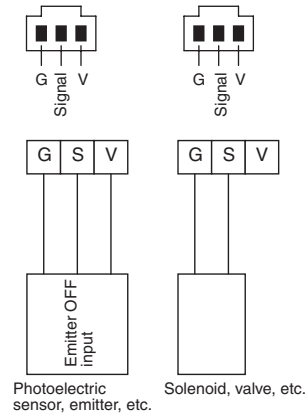 G Signal V
G Signal V
G S V
G S V
Emitter OFF
input
Photoelectric
sensor, emitter, etc.
Solenoid, valve, etc.